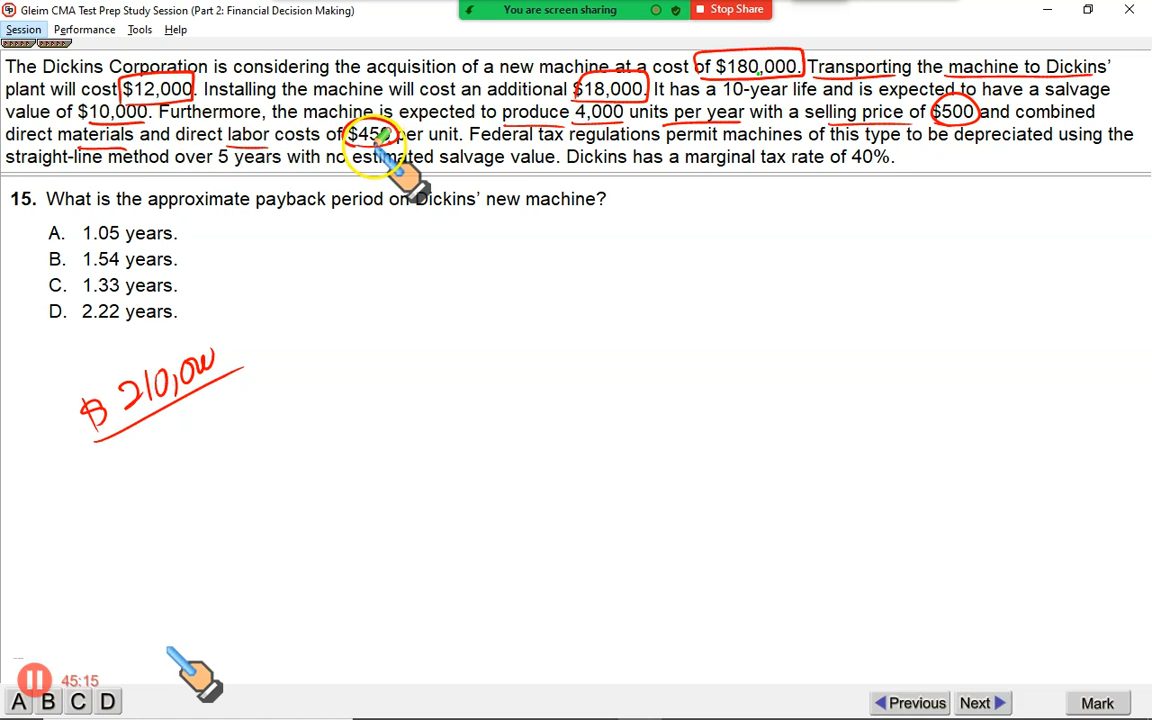 Gleim CMA Test Prep Study Session (Part 2: Financial Decision Making)
You are screen sharing
Stop Share
Session Performance Tools Help
The Dickins Corporation is considering the acquisition of a new machine at a cost of $180,000. Transporting the machine to Dickins'
plant will cost $12,000. Installing the machine will cost an additional $18,000. It has a 10-year life and is expected to have a salvage
value of $10,000. Furthermore, the machine is expected to produce 4,000 units per year with a selling price of $500 and combined
direct materials and direct labor costs of per unit. Federal tax regulations permit machines of this type to be depreciated using the
straight-line method over 5 years with no estimated salvage value. Dickins has a marginal tax rate of 40%.
15. What is the approximate payback period on Dickins' new machine?
A. 1.05 years.
B. 1.54 years.
C. 1.33 years.
D. 2.22 years.
$ 210,000
45:15
A B C D
Previous Next Mark